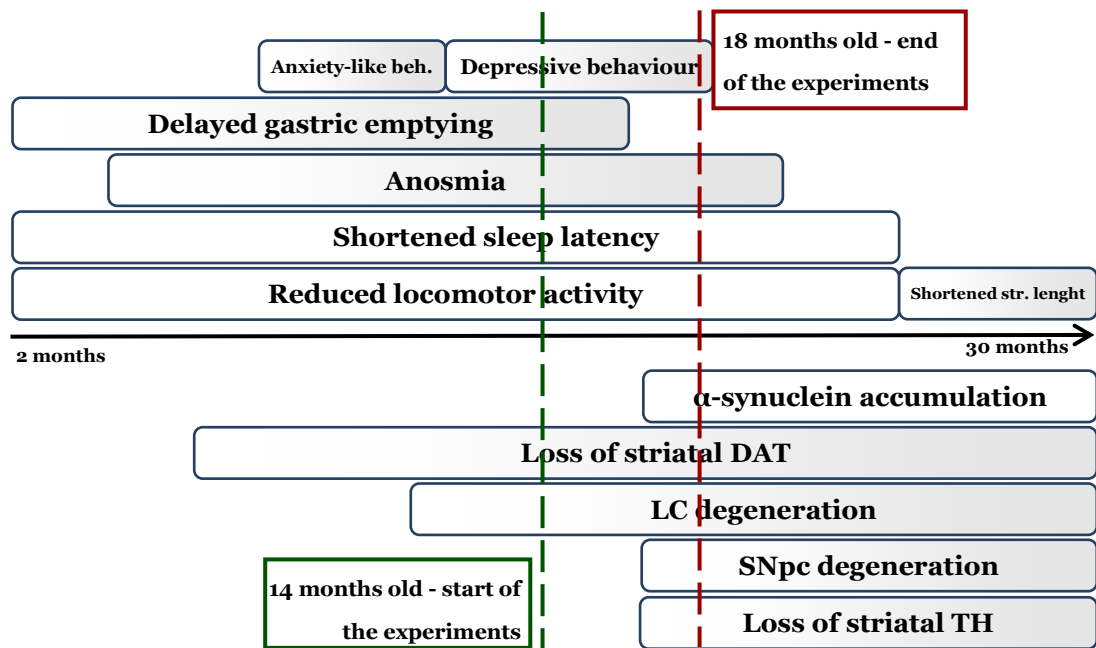 18 months old - end
of the experiments
Anxiety-like beh.
Depressive behaviour
Delayed gastric emptying
Anosmia
Shortened sleep latency
Reduced locomotor activity
Shortened str. lenght
2 months
30 months
α-synuclein accumulation
Loss of striatal DAT
LC degeneration
SNpc degeneration
14 months old - start of
the experiments
Loss of striatal TH